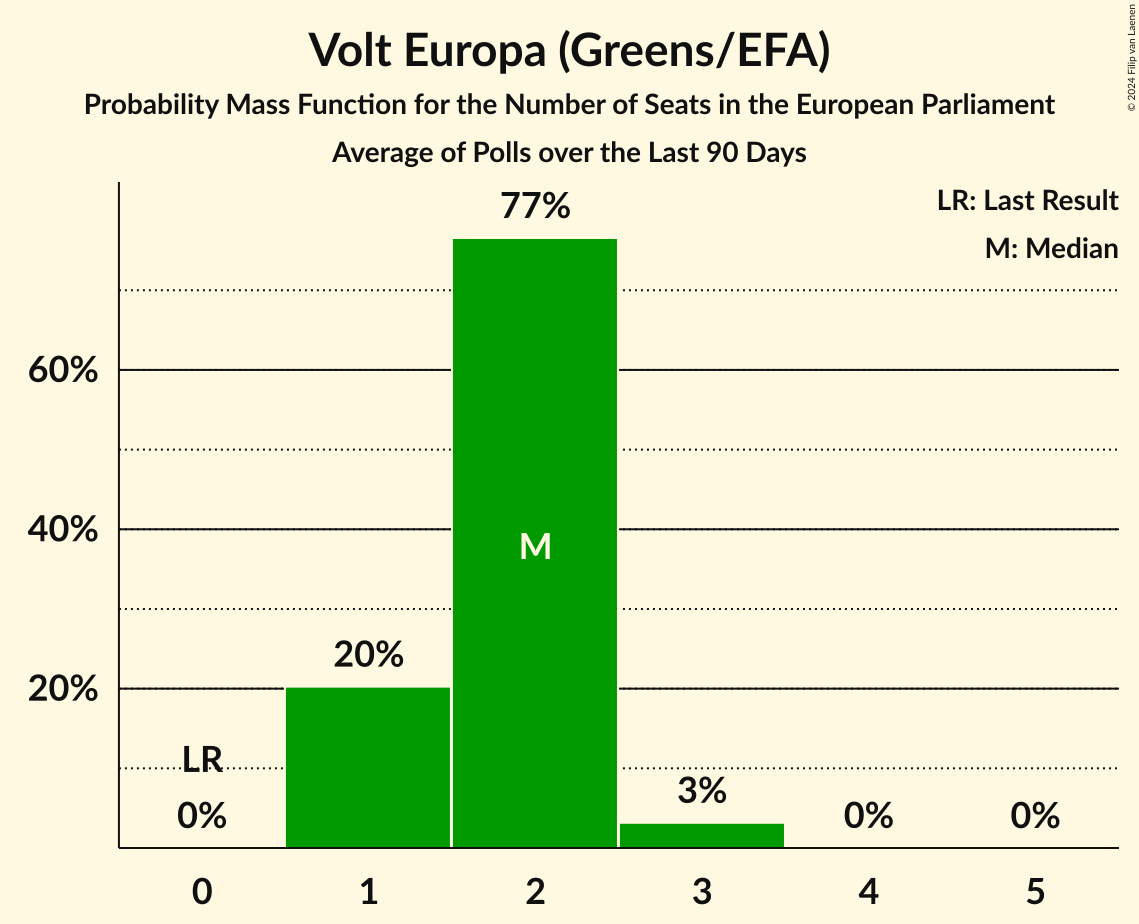 Volt Europa (Greens/EFA)
Probability Mass Function for the Number of Seats in the European Parliament
Average of Polls over the Last 90 Days
© 2024 Filip van Laenen
LR: Last Result
M: Median
77%
60%
40%
M
20%
20%
LR
0%
3%
0%
0%
0 1 2 3 4 5